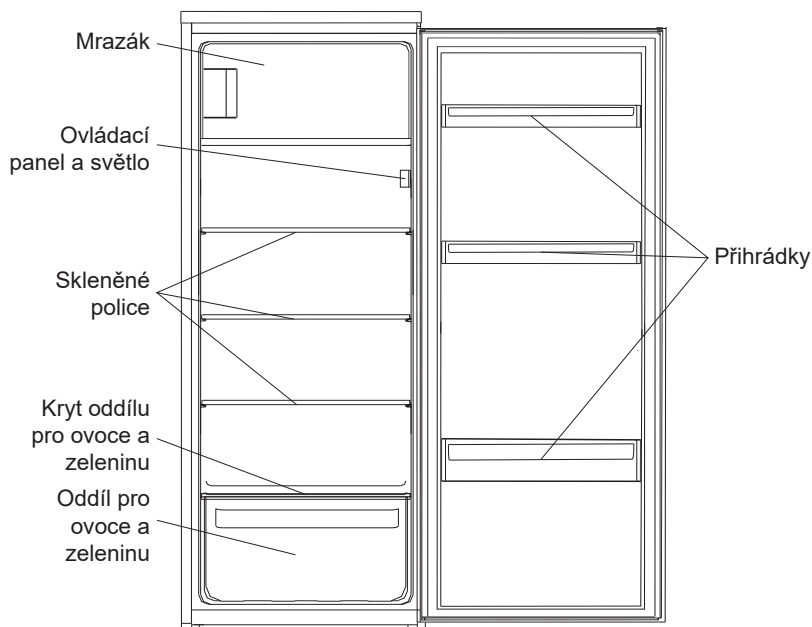 Mrazák
Ovládací
panel a světlo
Skleněné
police
Kryt oddílu
pro ovoce a
zeleninu
Oddíl pro
ovoce a
zeleninu
Přihrádky